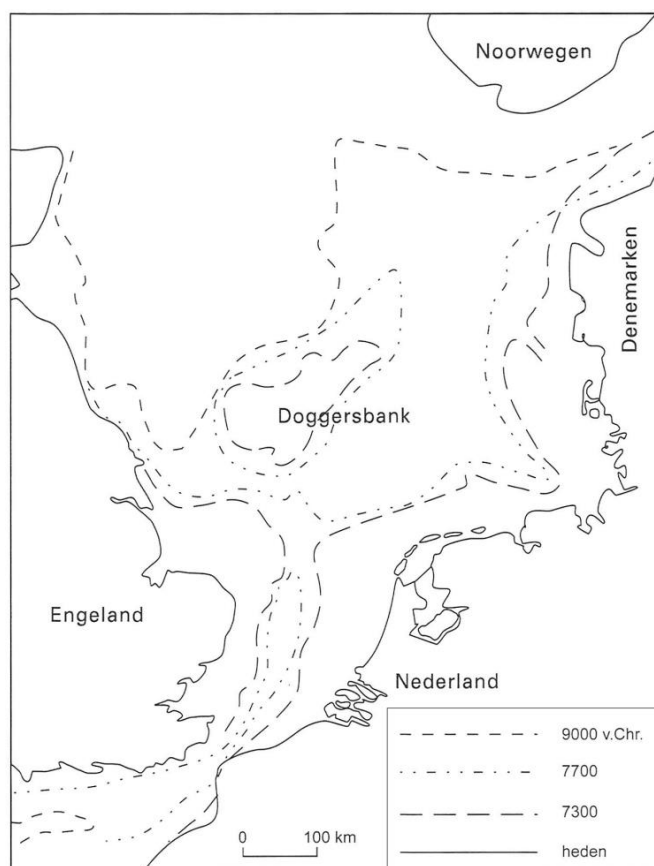 Noorwegen
Denemarken
Doggersbank
Engeland
Nederland
9000 v.Chr.
7700
7300
heden
0 100 km